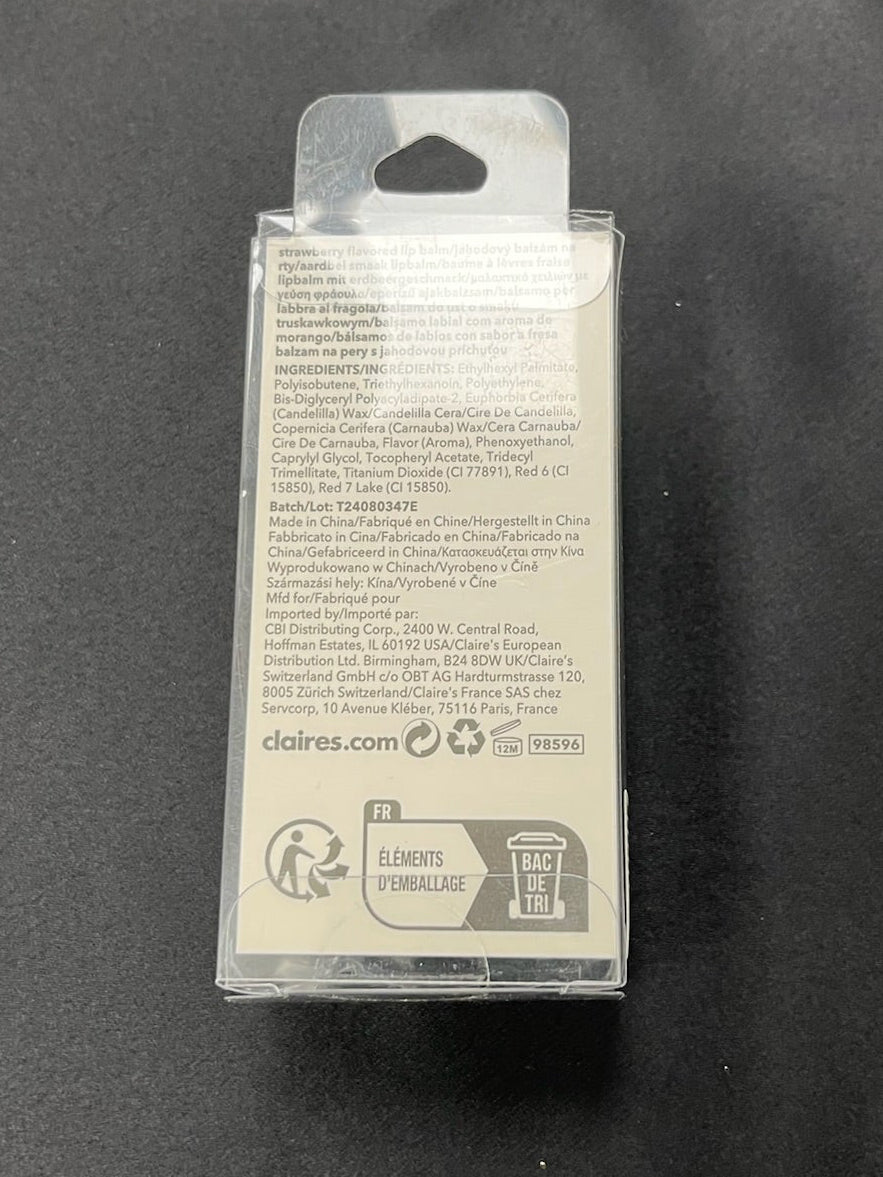 strawberry flavored lip balm/jahodový balzám na
rty/aardbei smaak lipbalm/baume à lèvres fraise
lipbalm mit erdbeergeschmack/μαλακτικό χειλιών με
γεύση φράουλα/eperízű ajakbalzsam/balsamo per
labbra al fragola/balsam do ust o smaku
truskawkowym/balsamo labial com aroma de
morango/bálsamos de labios con sabor a fresa
balzam na pery s jahodovou príchuťou
INGREDIENTS/INGRÉDIENTS: Ethylhexyl Palmitate,
Polyisobutene, Triethylhexanoin, Polyethylene,
Bis-Diglyceryl Polyacyladipate-2, Euphorbia Cerifera
(Candelilla) Wax/Candelilla Cera/Cire De Candelilla,
Copernicia Cerifera (Carnauba) Wax/Cera Carnauba/
Cire De Carnauba, Flavor (Aroma), Phenoxyethanol,
Caprylyl Glycol, Tocopheryl Acetate, Tridecyl
Trimellitate, Titanium Dioxide (CI 77891), Red 6 (CI
15850), Red 7 Lake (CI 15850).
Batch/Lot: T24080347E
Made in China/Fabriqué en Chine/Hergestellt in China
Fabbricato in Cina/Fabricado en China/Fabricado na
China/Gefabriceerd in China/Κατασκευάζεται στην Κίνα
Wyprodukowano w Chinach/Vyrobeno v Číně
Származási hely: Kína/Vyrobené v Číne
Mfd for/Fabriqué pour
Imported by/Importé par:
CBI Distributing Corp., 2400 W. Central Road,
Hoffman Estates, IL 60192 USA/Claire's European
Distribution Ltd. Birmingham, B24 8DW UK/Claire's
Switzerland GmbH c/o OBT AG Hardturmstrasse 120,
8005 Zürich Switzerland/Claire's France SAS chez
Servcorp, 10 Avenue Kléber, 75116 Paris, France
claires.com 12M 98596
FR
ÉLÉMENTS
D'EMBALLAGE
BAC
DE
TRI